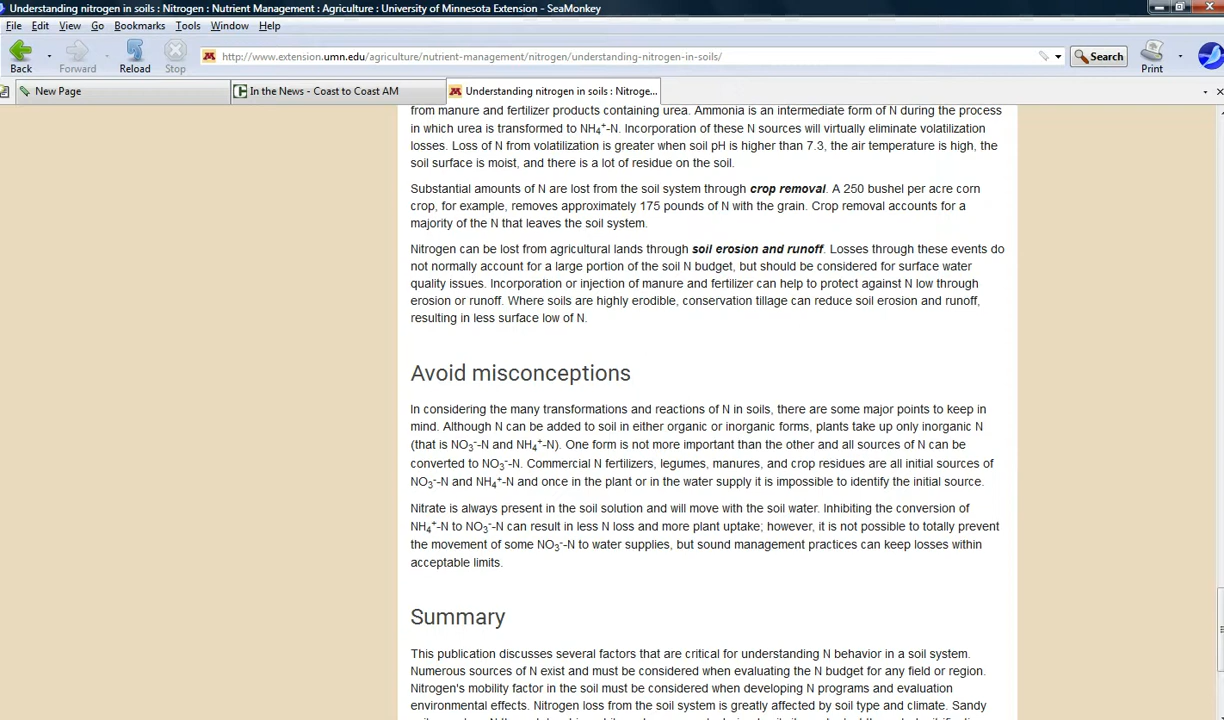 Understanding nitrogen in soils : Nitrogen : Nutrient Management : Agriculture : University of Minnesota Extension - SeaMonkey
File Edit View Go Bookmarks Tools Window Help
Back Forward Reload Stop http://www.extension.umn.edu/agriculture/nutrient-management/nitrogen/understanding-nitrogen-in-soils/ Search Print
New Page In the News - Coast to Coast AM Understanding nitrogen in soils : Nitroge...
from manure and fertilizer products containing urea. Ammonia is an intermediate form of N during the process
in which urea is transformed to NH₄⁺-N. Incorporation of these N sources will virtually eliminate volatilization
losses. Loss of N from volatilization is greater when soil pH is higher than 7.3, the air temperature is high, the
soil surface is moist, and there is a lot of residue on the soil.
Substantial amounts of N are lost from the soil system through crop removal. A 250 bushel per acre corn
crop, for example, removes approximately 175 pounds of N with the grain. Crop removal accounts for a
majority of the N that leaves the soil system.
Nitrogen can be lost from agricultural lands through soil erosion and runoff. Losses through these events do
not normally account for a large portion of the soil N budget, but should be considered for surface water
quality issues. Incorporation or injection of manure and fertilizer can help to protect against N low through
erosion or runoff. Where soils are highly erodible, conservation tillage can reduce soil erosion and runoff,
resulting in less surface low of N.
Avoid misconceptions
In considering the many transformations and reactions of N in soils, there are some major points to keep in
mind. Although N can be added to soil in either organic or inorganic forms, plants take up only inorganic N
(that is NO₃⁻-N and NH₄⁺-N). One form is not more important than the other and all sources of N can be
converted to NO₃⁻-N. Commercial N fertilizers, legumes, manures, and crop residues are all initial sources of
NO₃⁻-N and NH₄⁺-N and once in the plant or in the water supply it is impossible to identify the initial source.
Nitrate is always present in the soil solution and will move with the soil water. Inhibiting the conversion of
NH₄⁺-N to NO₃⁻-N can result in less N loss and more plant uptake; however, it is not possible to totally prevent
the movement of some NO₃⁻-N to water supplies, but sound management practices can keep losses within
acceptable limits.
Summary
This publication discusses several factors that are critical for understanding N behavior in a soil system.
Numerous sources of N exist and must be considered when evaluating the N budget for any field or region.
Nitrogen's mobility factor in the soil must be considered when developing N programs and evaluation
environmental effects. Nitrogen loss from the soil system is greatly affected by soil type and climate. Sandy